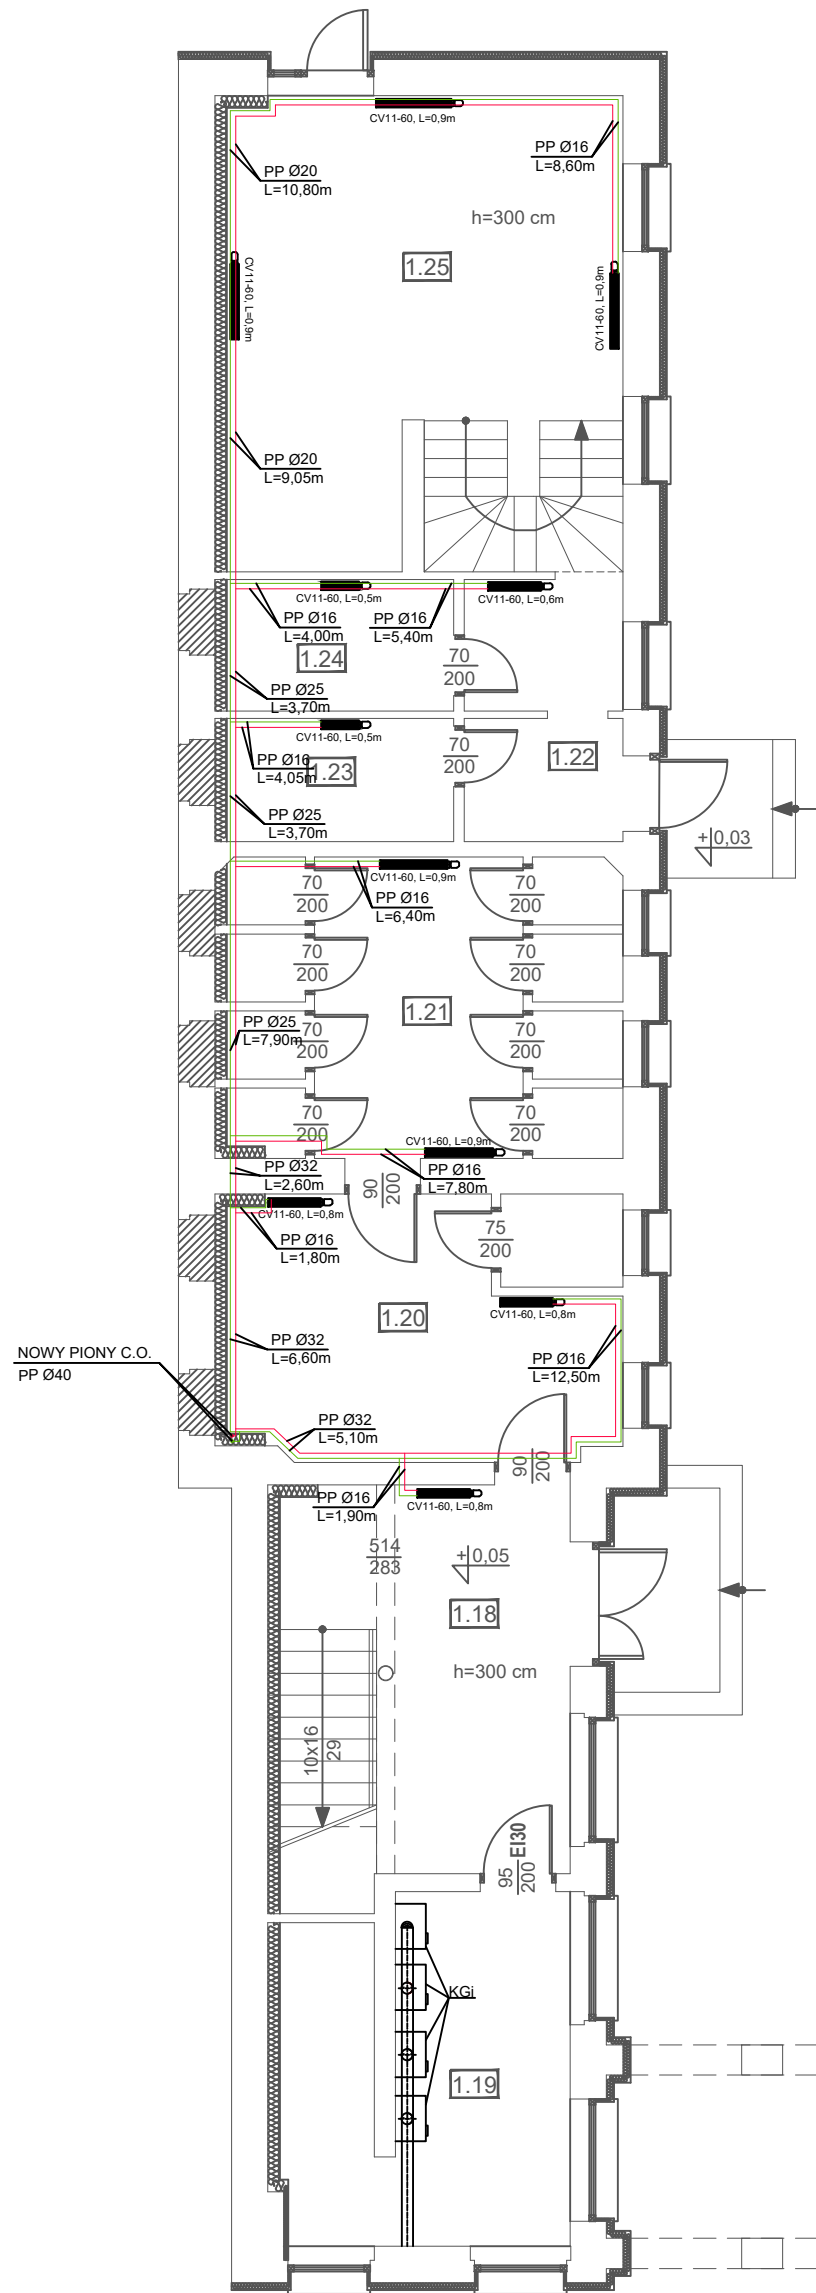 CV11-60, L=0,9m
PP Ø16
L=8,60m
PP Ø20
L=10,80m
h=300 cm
1.25
CV11-60, L=0,9m
CV11-60, L=0,9m
PP Ø20
L=9,05m
CV11-60, L=0,5m
CV11-60, L=0,6m
PP Ø16
L=4,00m
PP Ø16
L=5,40m
1.24
70
200
PP Ø25
L=3,70m
CV11-60, L=0,5m
PP Ø16
L=4,05m
1.23
70
200
1.22
PP Ø25
L=3,70m
+0,03
CV11-60, L=0,9m
70
200
PP Ø16
L=6,40m
70
200
70
200
70
200
1.21
PP Ø25
L=7,90m
70
200
70
200
70
200
70
200
CV11-60, L=0,9m
PP Ø32
L=2,60m
PP Ø16
L=7,80m
90
200
CV11-60, L=0,8m
PP Ø16
L=1,80m
75
200
1.20
CV11-60, L=0,8m
NOWY PIONY C.O.
PP Ø40
PP Ø32
L=6,60m
PP Ø16
L=12,50m
PP Ø32
L=5,10m
90
200
PP Ø16
L=1,90m
CV11-60, L=0,8m
514
283
+0,05
1.18
h=300 cm
10x16
29
95
200
EI30
KGi
1.19